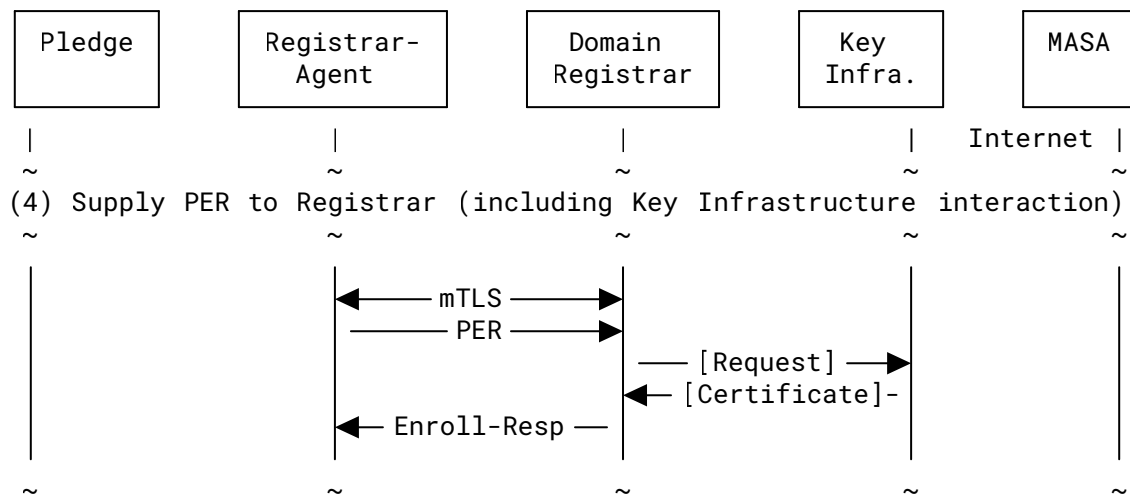 Pledge Registrar- Domain Key MASA
Agent Registrar Infra.
| | | | Internet |
~ ~ ~ ~ ~
(4) Supply PER to Registrar (including Key Infrastructure interaction)
~ ~ ~ ~ ~
mTLS
PER
[Request]
[Certificate]-
Enroll-Resp
~ ~ ~ ~ ~